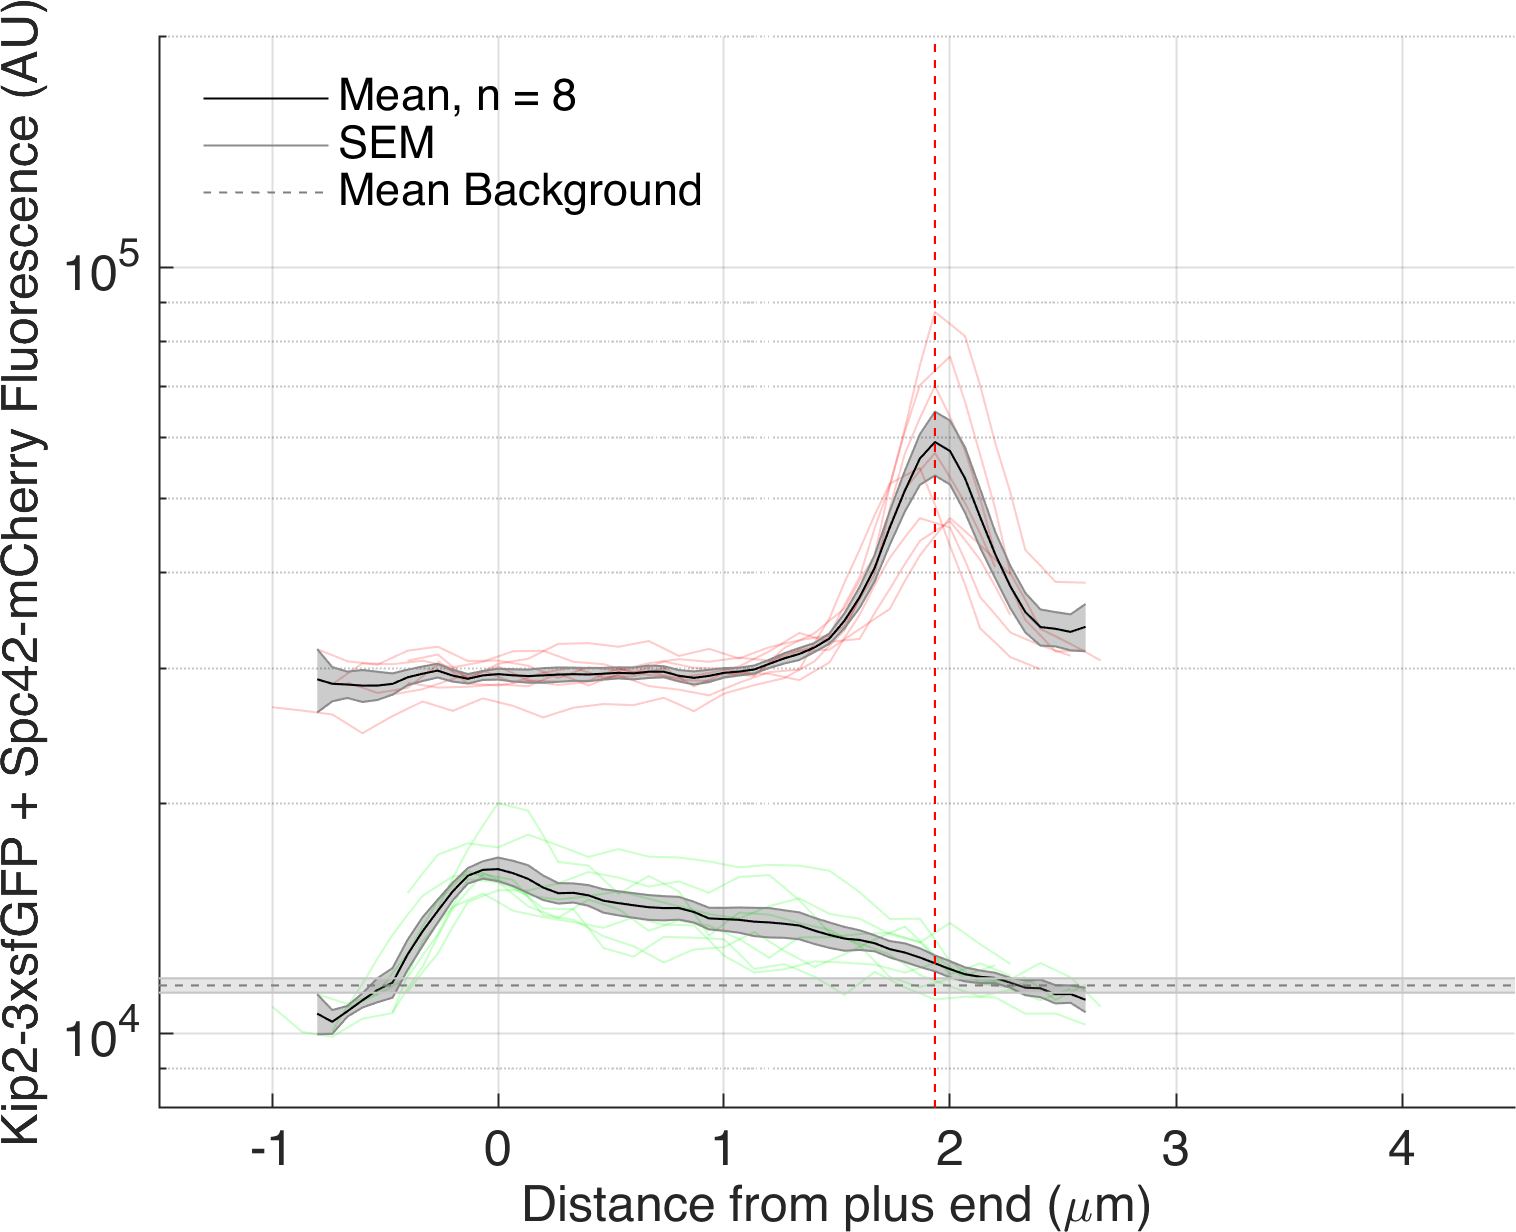 Kip2-3xsfGFP + Spc42-mCherry Fluorescence (AU)
Mean, n = 8
SEM
Mean Background
10^5
10^4
-1 0 1 2 3 4
Distance from plus end (μm)